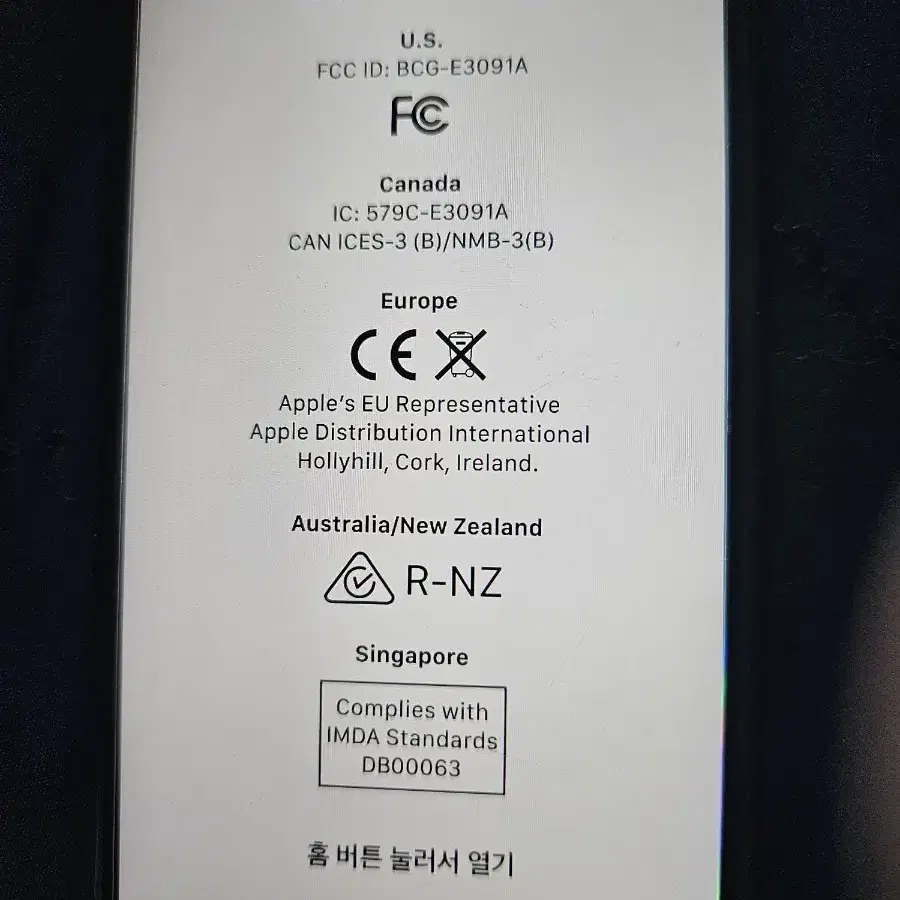 U.S.
FCC ID: BCG-E3091A
FC
Canada
IC: 579C-E3091A
CAN ICES-3 (B)/NMB-3(B)
Europe
CE
Apple's EU Representative
Apple Distribution International
Hollyhill, Cork, Ireland.
Australia/New Zealand
R-NZ
Singapore
Complies with
IMDA Standards
DB00063
홈 버튼 눌러서 열기